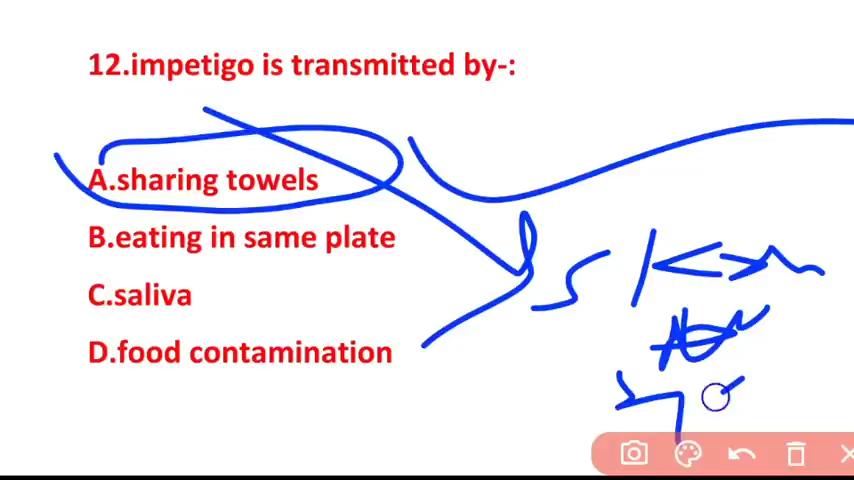 12.impetigo is transmitted by-:
A.sharing towels
B.eating in same plate
C.saliva
D.food contamination